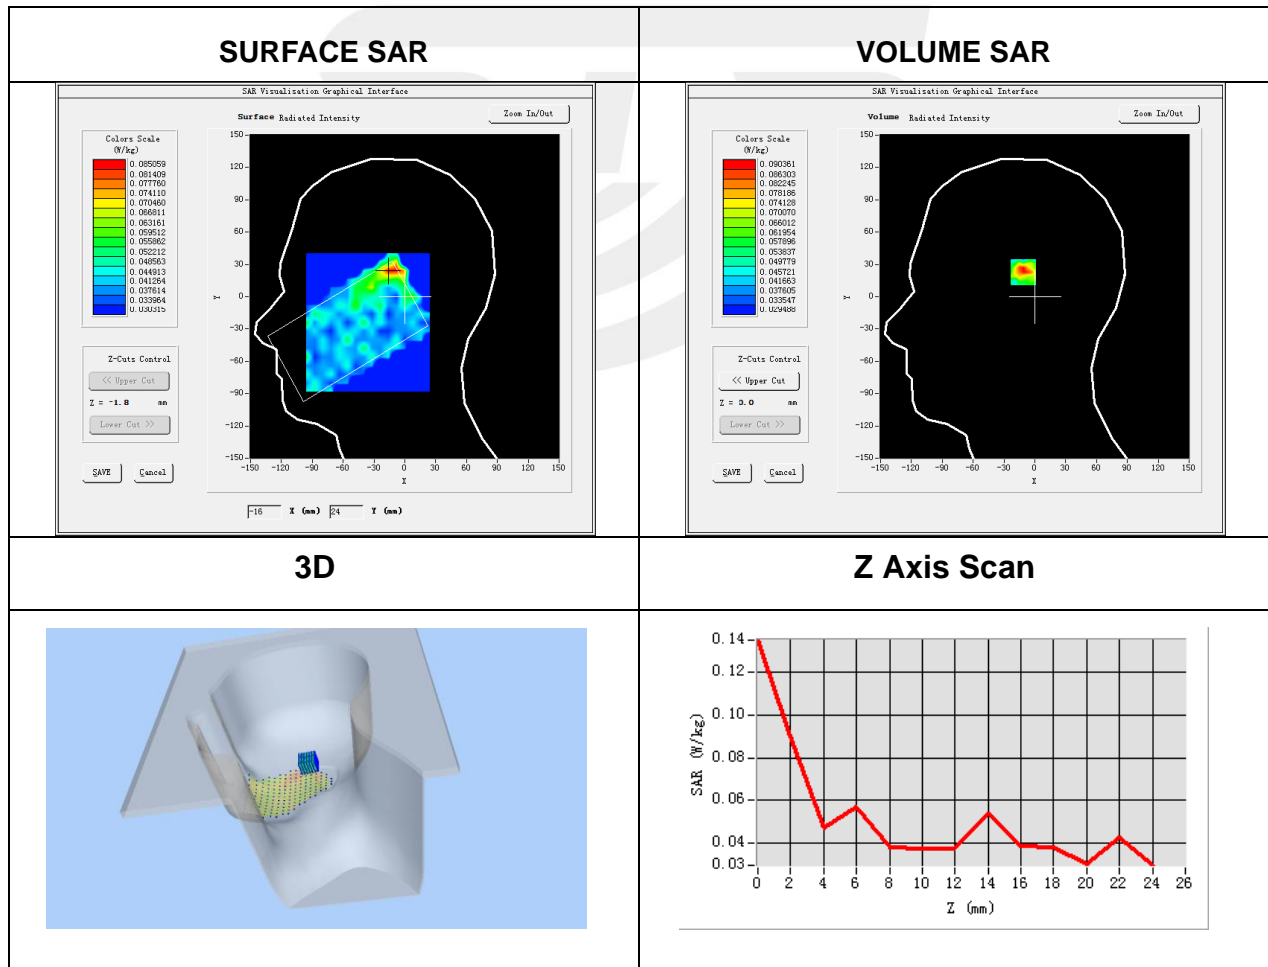 SURFACE SAR
VOLUME SAR
SAR Visualisation Graphical Interface
Surface Radiated Intensity
Zoom In/Out
Colors Scale
(W/kg)
0.085059
0.081409
0.077760
0.074110
0.070460
0.066811
0.063161
0.059512
0.055862
0.052212
0.048563
0.044913
0.041264
0.037614
0.033964
0.030315
150
120
90
60
30
0
-30
-60
-90
-120
-150
Y
-150 -120 -90 -60 -30 0 30 60 90 120 150
X
Z-Cuts Control
<< Upper Cut
Z = -1.8 mm
Lower Cut >>
SAVE Cancel
-16 X (mm) 24 Y (mm)
SAR Visualisation Graphical Interface
Volume Radiated Intensity
Zoom In/Out
Colors Scale
(W/kg)
0.090361
0.086303
0.082245
0.078186
0.074128
0.070070
0.066012
0.061954
0.057896
0.053837
0.049779
0.045721
0.041663
0.037605
0.033547
0.029488
150
120
90
60
30
0
-30
-60
-90
-120
-150
Y
-150 -120 -90 -60 -30 0 30 60 90 120 150
X
Z-Cuts Control
<< Upper Cut
Z = 0.0 mm
Lower Cut >>
SAVE Cancel
3D
Z Axis Scan
0.14
0.12
0.10
0.08
0.06
0.04
0.03
SAR (W/kg)
0 2 4 6 8 10 12 14 16 18 20 22 24 26
Z (mm)